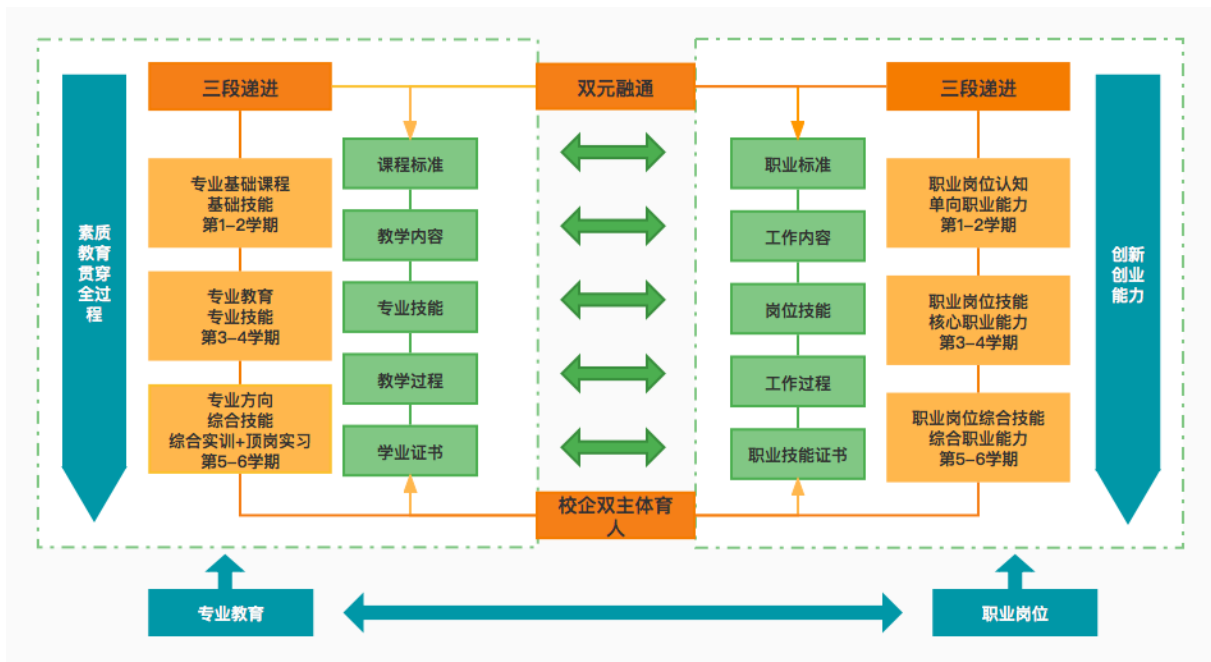 三段递进
双元融通
三段递进
素质
教育
贯穿
全过
程
专业基础课程
基础技能
第1-2学期
专业教育
专业技能
第3-4学期
专业方向
综合技能
综合实训+顶岗实习
第5-6学期
课程标准
教学内容
专业技能
教学过程
学业证书
职业标准
工作内容
岗位技能
工作过程
职业技能证书
职业岗位认知
单向职业能力
第1-2学期
职业岗位技能
核心职业能力
第3-4学期
职业岗位综合技能
综合职业能力
第5-6学期
创新
创业
能力
校企双主体育
人
专业教育
职业岗位